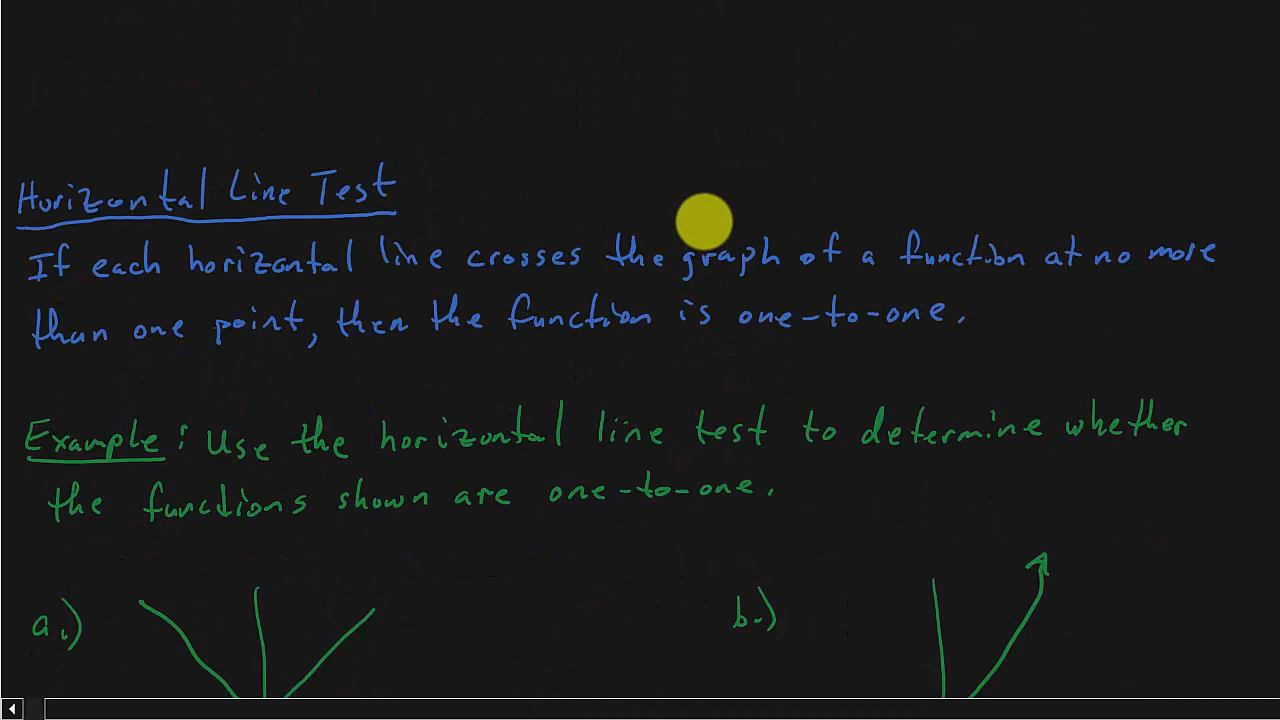 Horizontal Line Test
If each horizontal line crosses the graph of a function at no more
than one point, then the function is one-to-one.
Example: Use the horizontal line test to determine whether
the functions shown are one-to-one.
a.) b.)